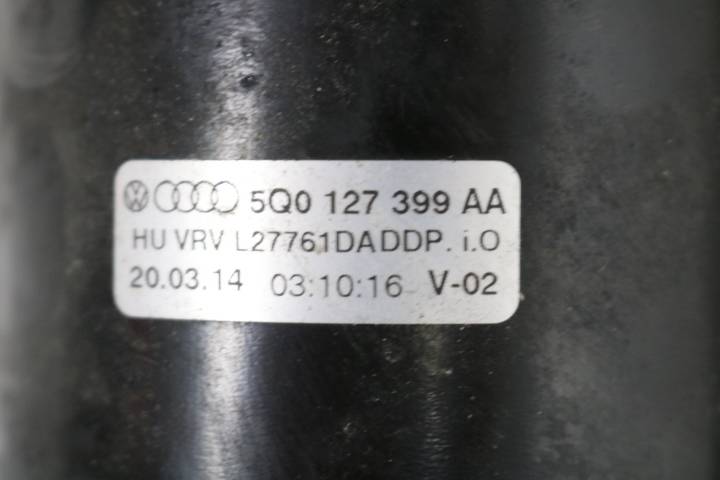 5Q0 127 399 AA
HU VRV L27761DADDP. i.O
20.03.14 03:10:16 V-02